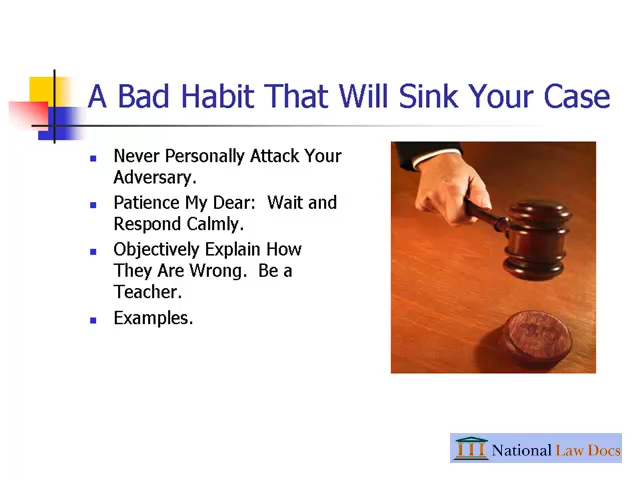 A Bad Habit That Will Sink Your Case
Never Personally Attack Your
Adversary.
Patience My Dear:  Wait and
Respond Calmly.
Objectively Explain How
They Are Wrong.  Be a
Teacher.
Examples.
National Law Docs